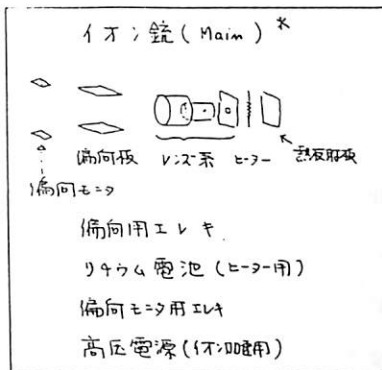 イオン銃(Main)*
偏向板 レンズ系 ヒーター 熱反射板
偏向モニタ
偏向用エレキ
リチウム電池(ヒーター用)
偏向モニタ用エレキ
高圧電源(イオン加速用)